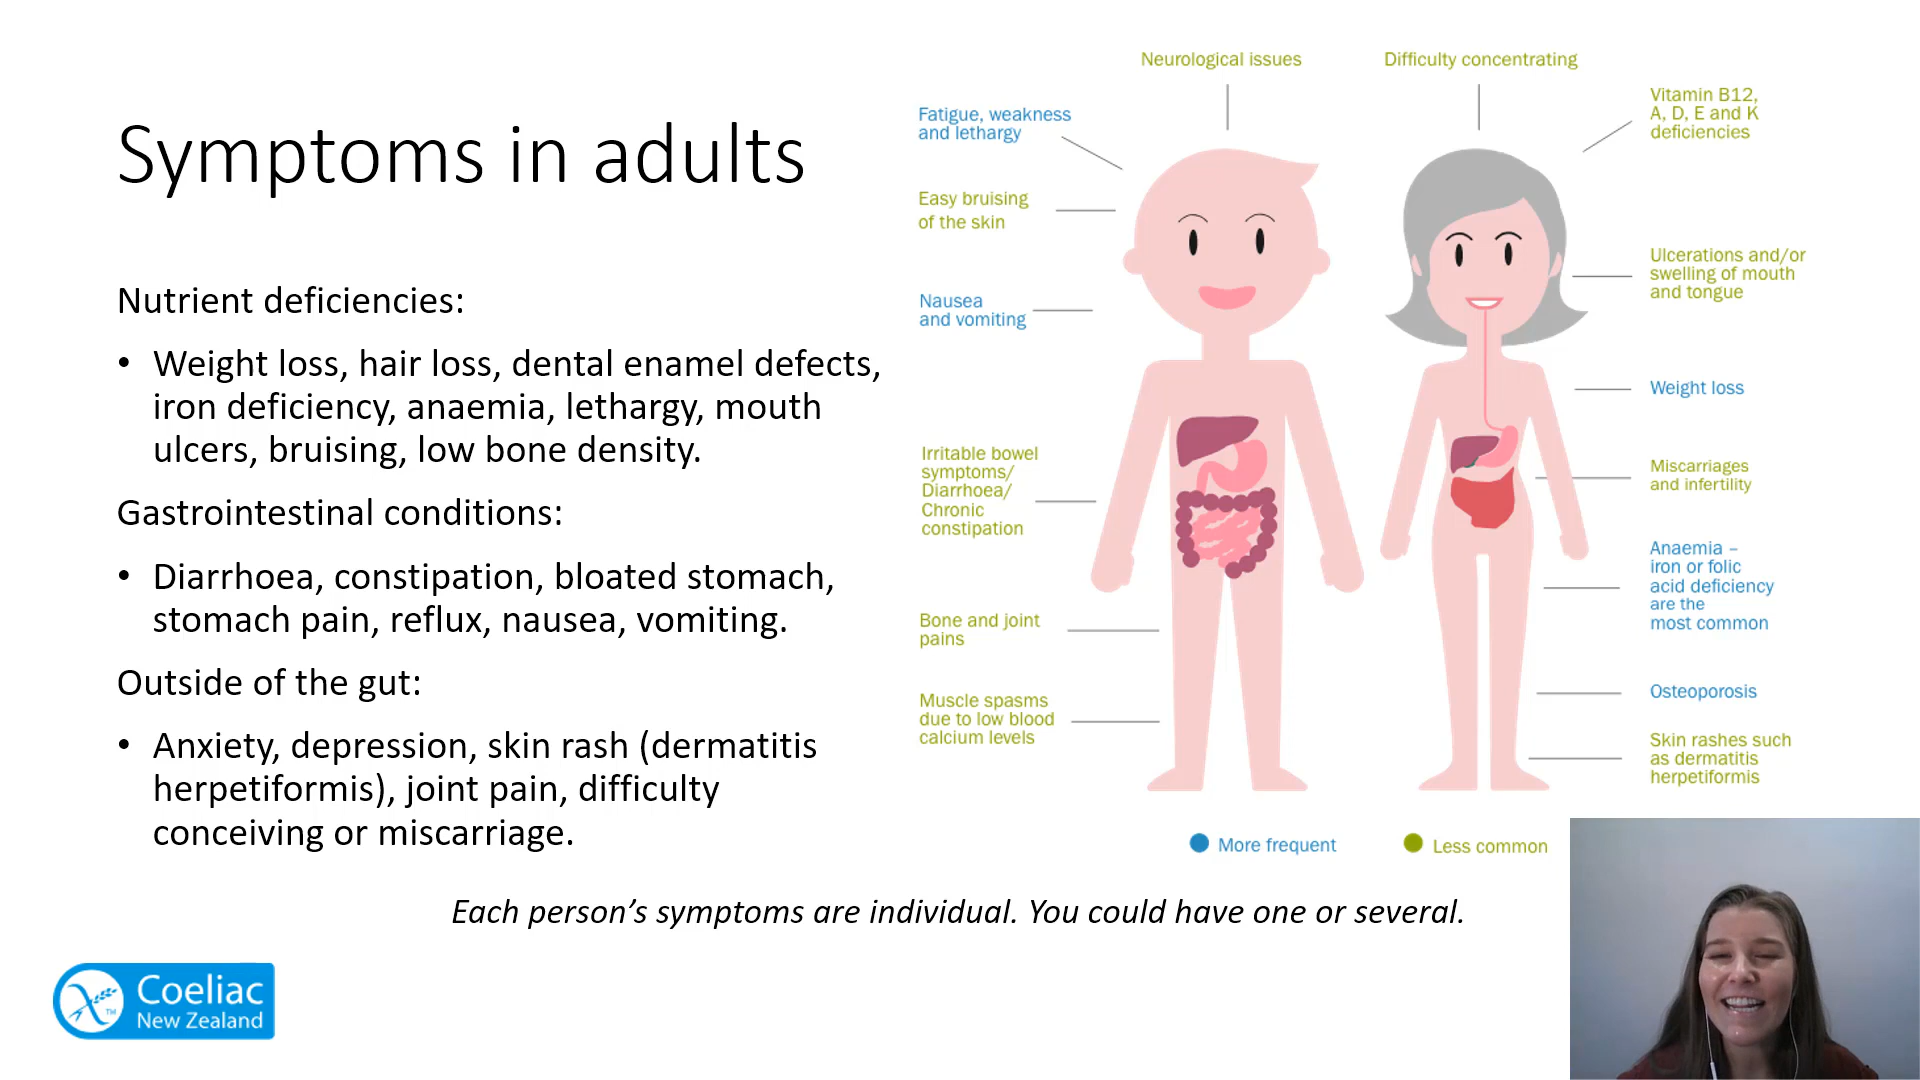 Symptoms in adults
Nutrient deficiencies:
• Weight loss, hair loss, dental enamel defects,
iron deficiency, anaemia, lethargy, mouth
ulcers, bruising, low bone density.
Gastrointestinal conditions:
• Diarrhoea, constipation, bloated stomach,
stomach pain, reflux, nausea, vomiting.
Outside of the gut:
• Anxiety, depression, skin rash (dermatitis
herpetiformis), joint pain, difficulty
conceiving or miscarriage.
Neurological issues
Fatigue, weakness
and lethargy
Easy bruising
of the skin
Nausea
and vomiting
Irritable bowel
symptoms/
Diarrhoea/
Chronic
constipation
Bone and joint
pains
Muscle spasms
due to low blood
calcium levels
Difficulty concentrating
Vitamin B12,
A, D, E and K
deficiencies
Ulcerations and/or
swelling of mouth
and tongue
Weight loss
Miscarriages
and infertility
Anaemia –
iron or folic
acid deficiency
are the
most common
Osteoporosis
Skin rashes such
as dermatitis
herpetiformis
More frequent
Less common
Each person’s symptoms are individual. You could have one or several.
Coeliac
New Zealand
TM